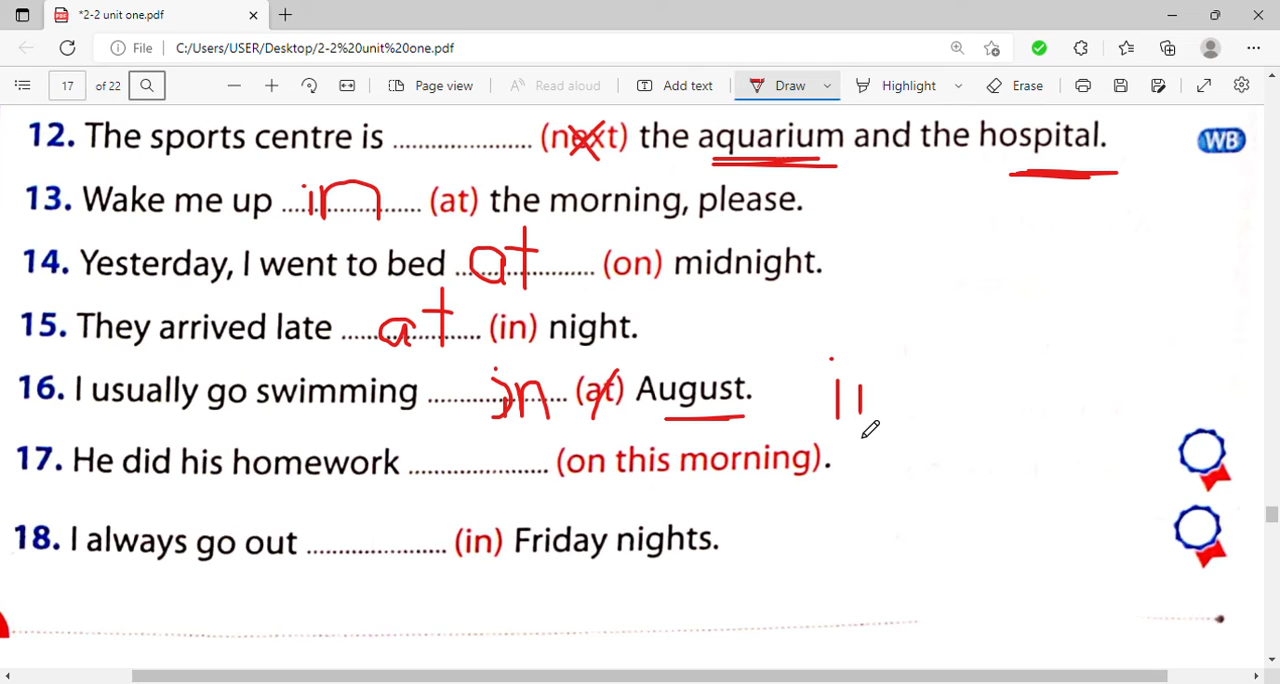 *2-2 unit one.pdf
File C:/Users/USER/Desktop/2-2%20unit%20one.pdf
17 of 22 Page view Read aloud Add text Draw Highlight Erase
12. The sports centre is ...................... (next) the aquarium and the hospital. WB
13. Wake me up in (at) the morning, please.
14. Yesterday, I went to bed at (on) midnight.
15. They arrived late at (in) night.
16. I usually go swimming in (at) August.
17. He did his homework ...................... (on this morning).
18. I always go out ...................... (in) Friday nights.